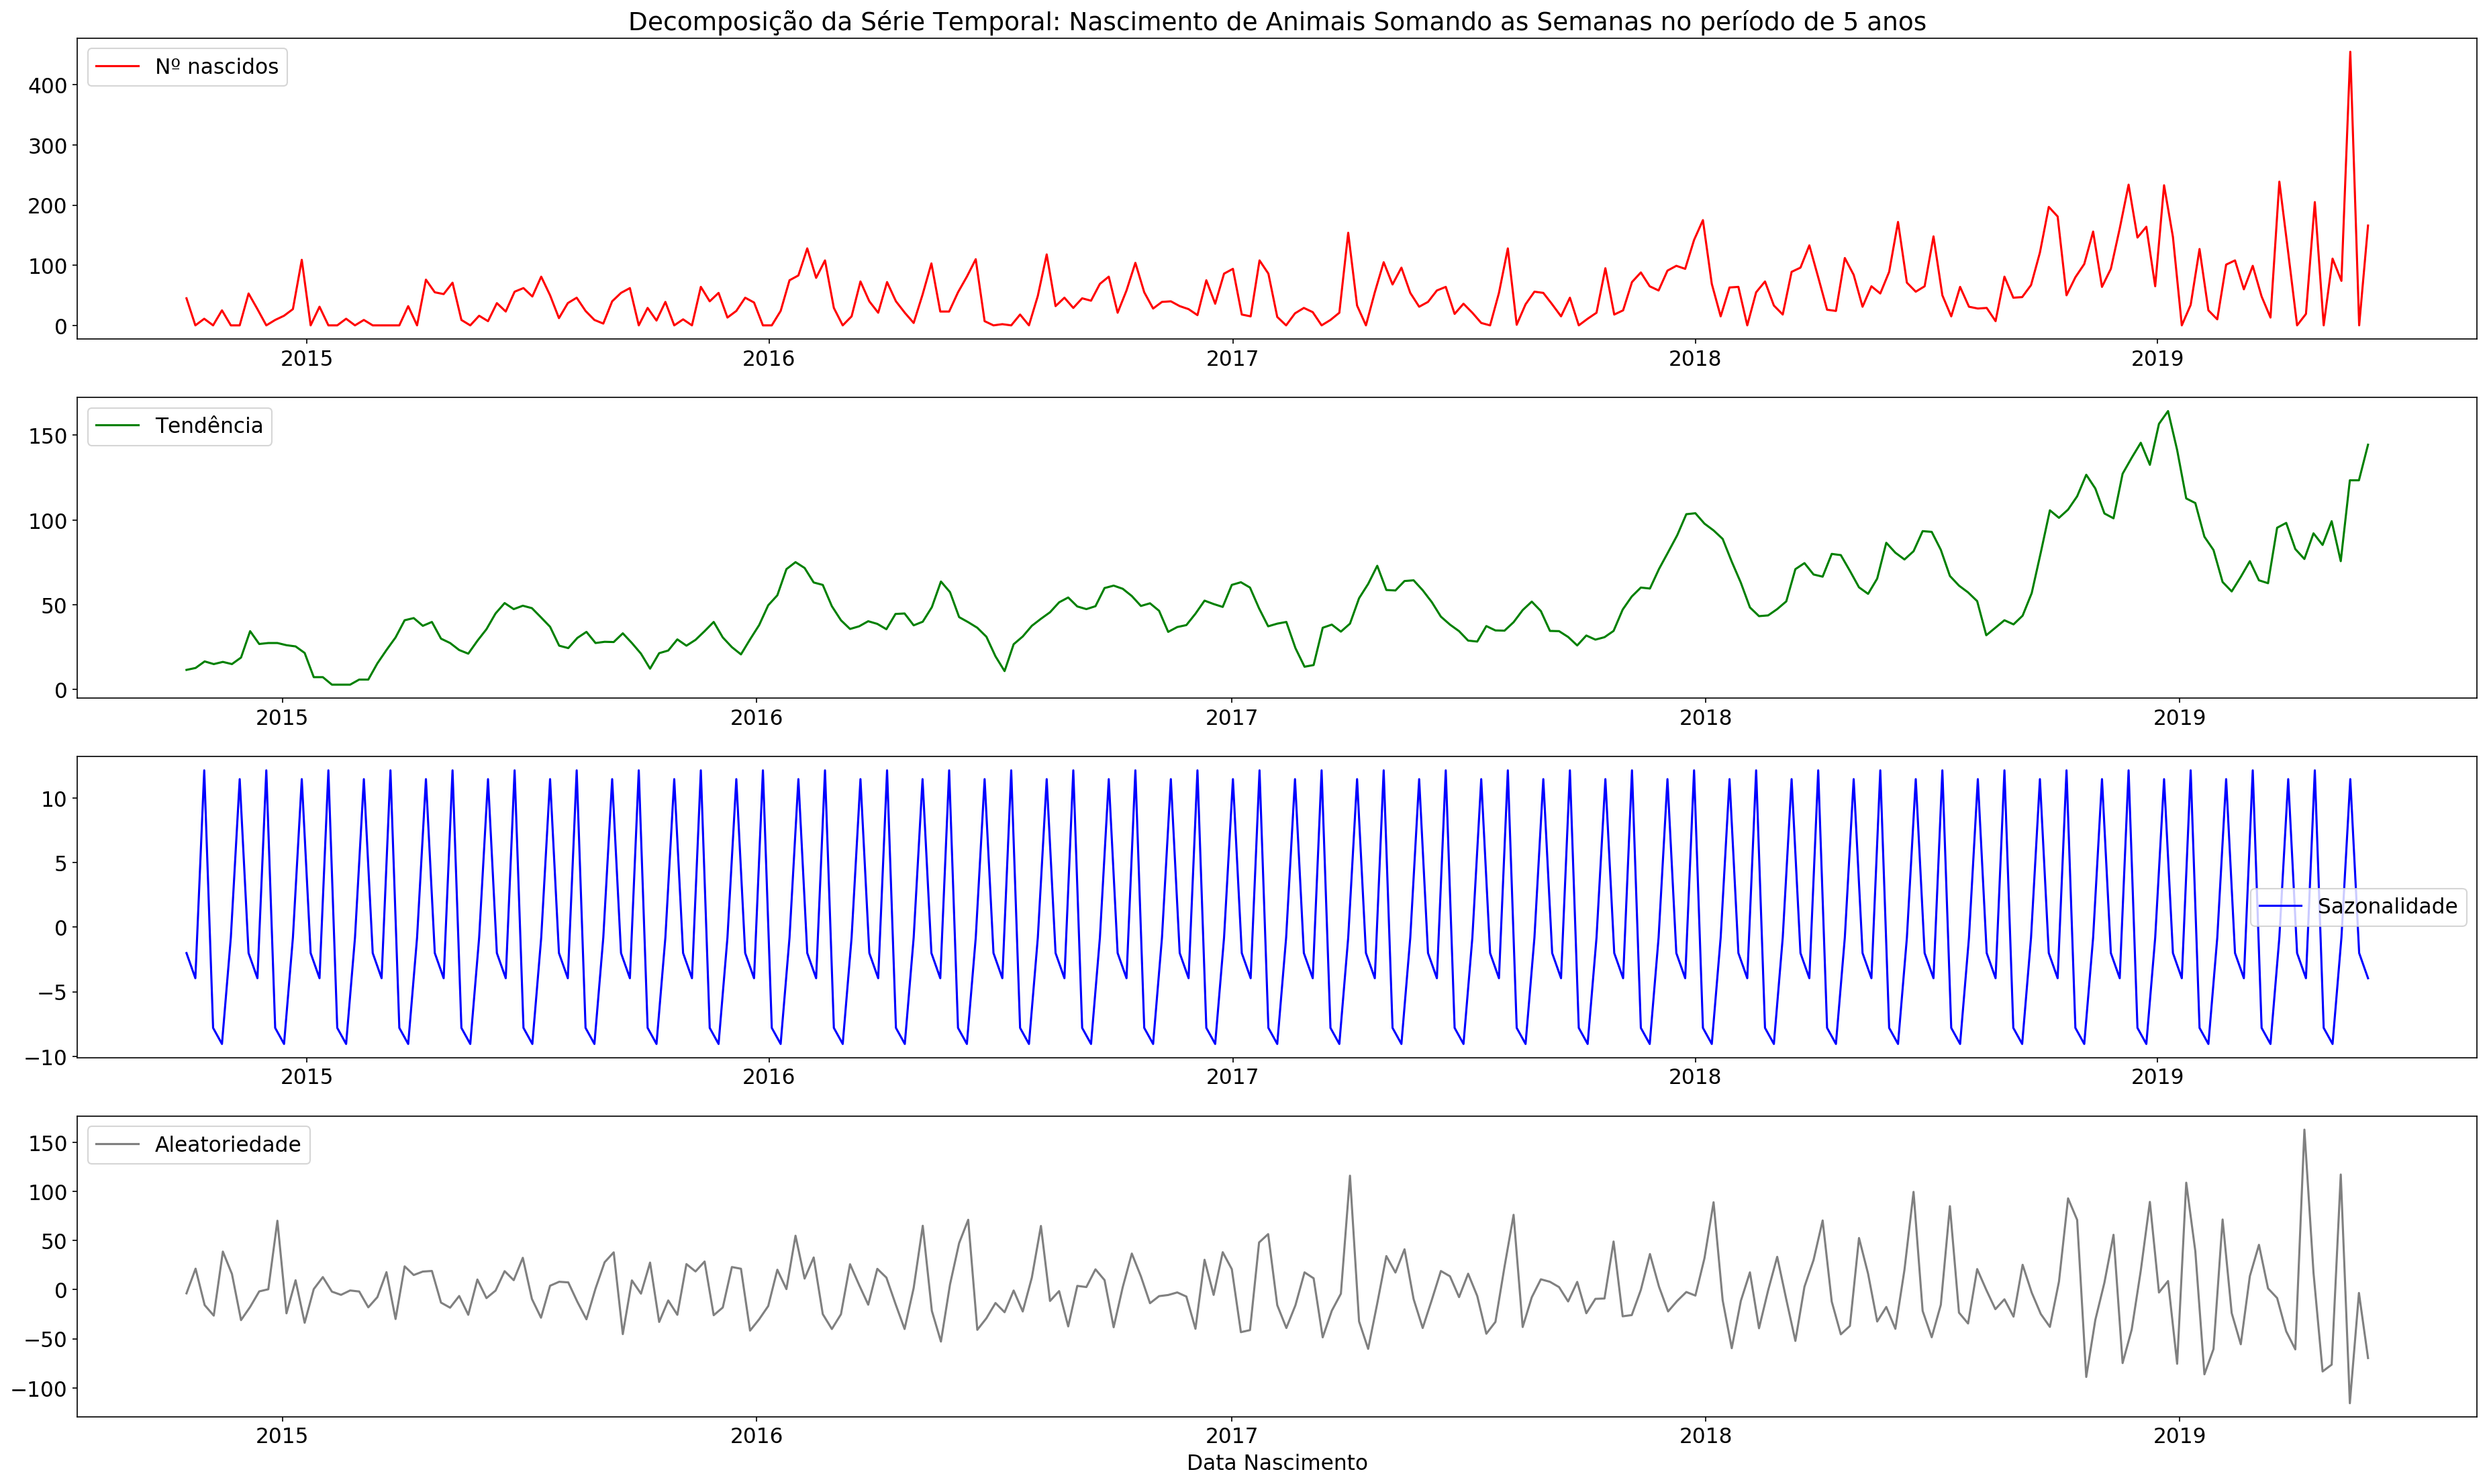 Decomposição da Série Temporal: Nascimento de Animais Somando as Semanas no período de 5 anos
Nº nascidos
400
300
200
100
0
2015 2016 2017 2018 2019
Tendência
150
100
50
0
2015 2016 2017 2018 2019
10
5
0
−5
−10
Sazonalidade
2015 2016 2017 2018 2019
Aleatoriedade
150
100
50
0
−50
−100
2015 2016 2017 2018 2019
Data Nascimento